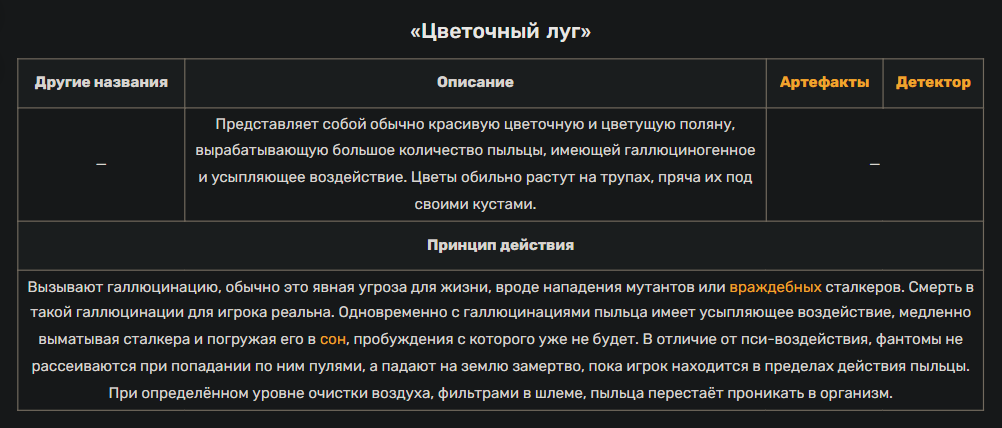 «Цветочный луг»
Другие названия Описание Артефакты Детектор
Представляет собой обычно красивую цветочную и цветущую поляну,
вырабатывающую большое количество пыльцы, имеющей галлюциногенное
— и усыпляющее воздействие. Цветы обильно растут на трупах, пряча их под —
своими кустами.
Принцип действия
Вызывают галлюцинацию, обычно это явная угроза для жизни, вроде нападения мутантов или враждебных сталкеров. Смерть в
такой галлюцинации для игрока реальна. Одновременно с галлюцинациями пыльца имеет усыпляющее воздействие, медленно
выматывая сталкера и погружая его в сон, пробуждения с которого уже не будет. В отличие от пси-воздействия, фантомы не
рассеиваются при попадании по ним пулями, а падают на землю замертво, пока игрок находится в пределах действия пыльцы.
При определённом уровне очистки воздуха, фильтрами в шлеме, пыльца перестаёт проникать в организм.